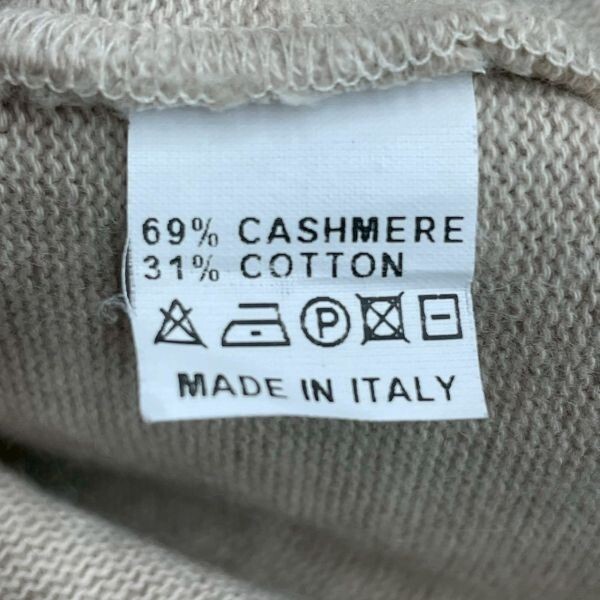 69% CASHMERE
31% COTTON
P
MADE IN ITALY